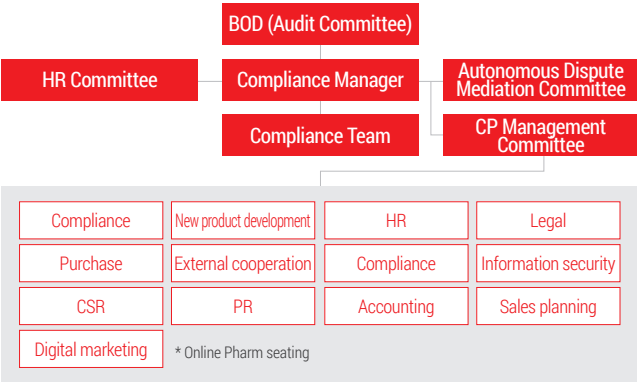 BOD (Audit Committee)
HR Committee
Compliance Manager
Autonomous Dispute
Mediation Committee
Compliance Team
CP Management
Committee
Compliance
New product development
HR
Legal
Purchase
External cooperation
Compliance
Information security
CSR
PR
Accounting
Sales planning
Digital marketing
* Online Pharm seating